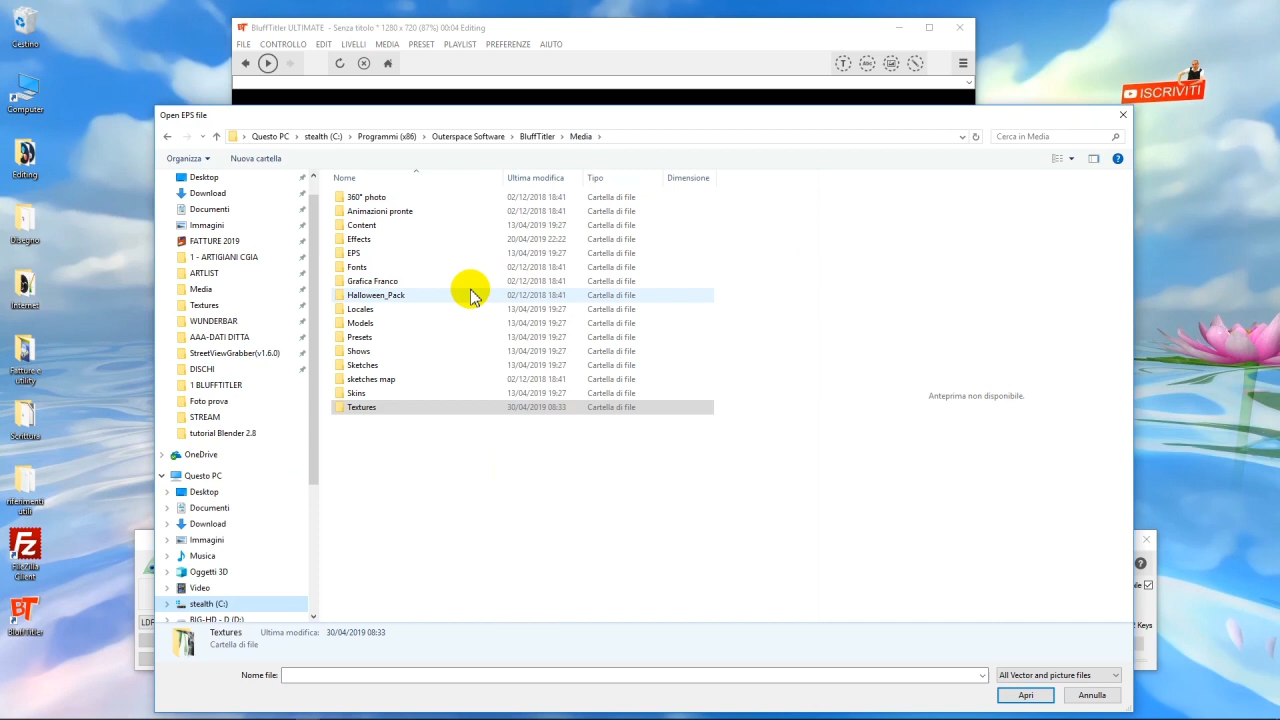 Cestino
Computer
Editing
Disegno
Internet
Fatture e
utility
Scrittura
riferimenti
utili
FileZilla
Client
BluffTitler
BluffTitler ULTIMATE - Senza titolo * 1280 x 720 (87%) 00:04 Editing
FILE CONTROLLO EDIT LIVELLI MEDIA PRESET PLAYLIST PREFERENZE AIUTO
ISCRIVITI
Open EPS file
Questo PC > stealth (C:) > Programmi (x86) > Outerspace Software > BluffTitler > Media >
Cerca in Media
Organizza Nuova cartella
Desktop
Download
Documenti
Immagini
FATTURE 2019
1 - ARTIGIANI CGIA
ARTLIST
Media
Textures
WUNDERBAR
AAA-DATI DITTA
StreetViewGrabber(v1.6.0)
DISCHI
1 BLUFFTITLER
Foto prova
STREAM
tutorial Blender 2.8
OneDrive
Questo PC
Desktop
Documenti
Download
Immagini
Musica
Oggetti 3D
Video
stealth (C:)
BIG-HD - D (D:)
Nome Ultima modifica Tipo Dimensione
360° photo 02/12/2018 18:41 Cartella di file
Animazioni pronte 02/12/2018 18:41 Cartella di file
Content 13/04/2019 19:27 Cartella di file
Effects 20/04/2019 22:22 Cartella di file
EPS 13/04/2019 19:27 Cartella di file
Fonts 02/12/2018 18:41 Cartella di file
Grafica Franco 02/12/2018 18:41 Cartella di file
Halloween_Pack 02/12/2018 18:41 Cartella di file
Locales 13/04/2019 19:27 Cartella di file
Models 13/04/2019 19:27 Cartella di file
Presets 13/04/2019 19:27 Cartella di file
Shows 13/04/2019 19:27 Cartella di file
Sketches 13/04/2019 19:27 Cartella di file
sketches map 02/12/2018 18:41 Cartella di file
Skins 13/04/2019 19:27 Cartella di file
Textures 30/04/2019 08:33 Cartella di file
Anteprima non disponibile.
Textures Ultima modifica: 30/04/2019 08:33
Cartella di file
Nome file:
All Vector and picture files
Apri Annulla
Keys